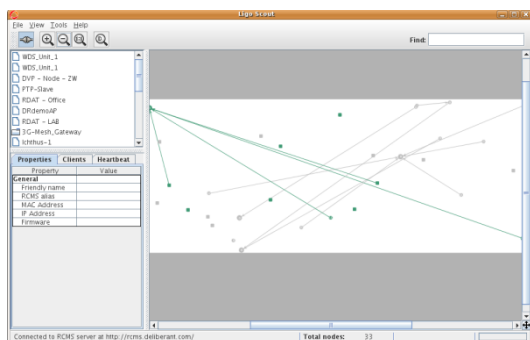 Ligo Scout
File View Tools Help
Find:
WDS_Unit_1
WDS_Unit_1
DVP - Node - ZW
PTP-Slave
RDAT - Office
DRdemoAP
RDAT - LAB
3G-Mesh_Gateway
Ichthus-1
Properties Clients Heartbeat
Property Value
General
Friendly name
RCMS alias
MAC Address
IP Address
Firmware
Connected to RCMS server at http://rcms.deliberant.com/ Total nodes: 33